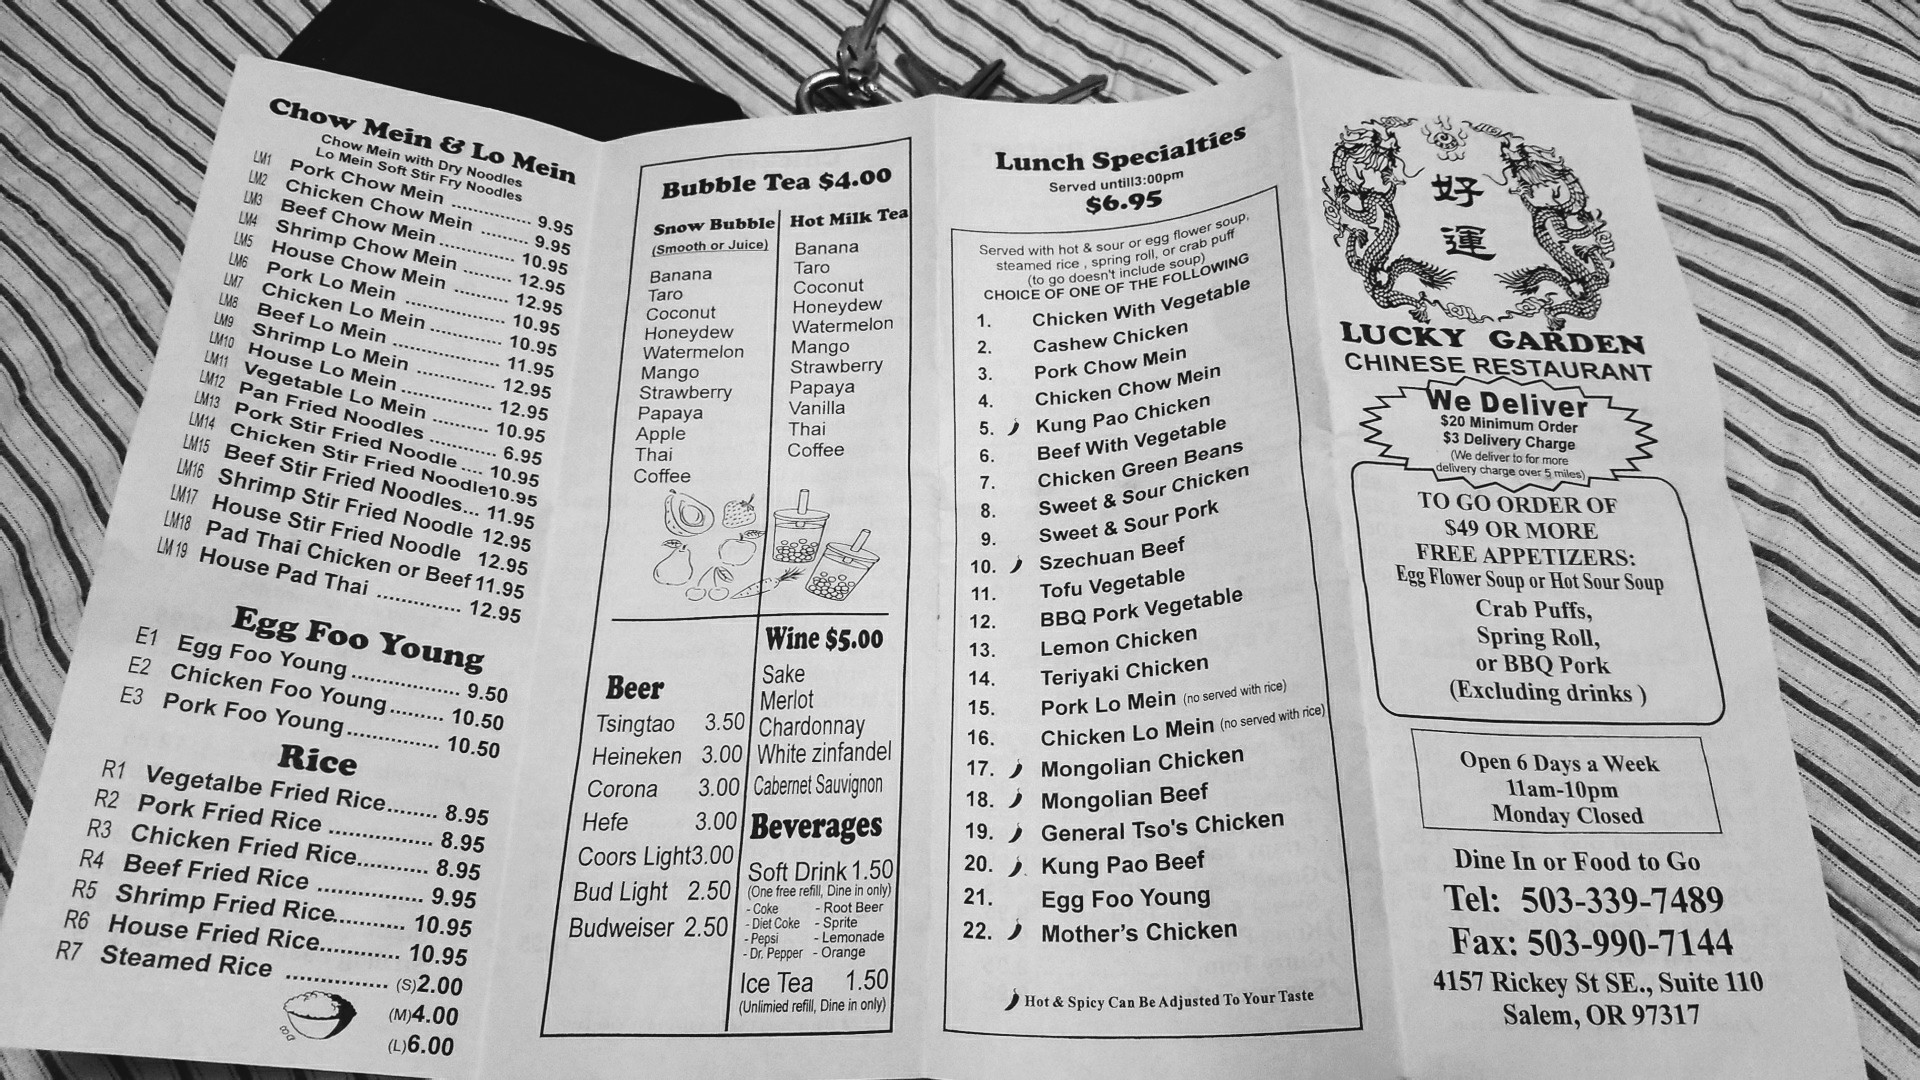 Chow Mein & Lo Mein
Chow Mein with Dry Noodles
Lo Mein Soft Stir Fry Noodles
LM1 Pork Chow Mein .............. 9.95
LM2 Chicken Chow Mein ........ 9.95
LM3 Beef Chow Mein............. 10.95
LM4 Shrimp Chow Mein ........ 12.95
LM5 House Chow Mein ......... 12.95
LM6 Pork Lo Mein ................. 10.95
LM7 Chicken Lo Mein............. 10.95
LM8 Beef Lo Mein .................. 11.95
LM9 Shrimp Lo Mein .............. 12.95
LM10 House Lo Mein................ 12.95
LM11 Vegetable Lo Mein .......... 10.95
LM12 Pan Fried Noodles ............ 6.95
LM13 Pork Stir Fried Noodle .... 10.95
LM14 Chicken Stir Fried Noodle10.95
LM15 Beef Stir Fried Noodles... 11.95
LM16 Shrimp Stir Fried Noodle 12.95
LM17 House Stir Fried Noodle 12.95
LM18 Pad Thai Chicken or Beef 11.95
LM 19 House Pad Thai ............. 12.95
Egg Foo Young
E1 Egg Foo Young................. 9.50
E2 Chicken Foo Young......... 10.50
E3 Pork Foo Young.............. 10.50
Rice
R1 Vegetalbe Fried Rice....... 8.95
R2 Pork Fried Rice .............. 8.95
R3 Chicken Fried Rice.......... 8.95
R4 Beef Fried Rice .............. 9.95
R5 Shrimp Fried Rice.......... 10.95
R6 House Fried Rice........... 10.95
R7 Steamed Rice .............. (S)2.00
(M)4.00
(L)6.00
Bubble Tea $4.00
Snow Bubble
(Smooth or Juice)
Banana
Taro
Coconut
Honeydew
Watermelon
Mango
Strawberry
Papaya
Apple
Thai
Coffee
Hot Milk Tea
Banana
Taro
Coconut
Honeydew
Watermelon
Mango
Strawberry
Papaya
Vanilla
Thai
Coffee
Beer
Tsingtao 3.50
Heineken 3.00
Corona 3.00
Hefe 3.00
Coors Light3.00
Bud Light 2.50
Budweiser 2.50
Wine $5.00
Sake
Merlot
Chardonnay
White zinfandel
Cabernet Sauvignon
Beverages
Soft Drink 1.50
(One free refill, Dine in only)
- Coke - Root Beer
- Diet Coke - Sprite
- Pepsi - Lemonade
- Dr. Pepper - Orange
Ice Tea 1.50
(Unlimied refill, Dine in only)
Lunch Specialties
Served untill3:00pm
$6.95
Served with hot & sour or egg flower soup,
steamed rice , spring roll, or crab puff
(to go doesn't include soup)
CHOICE OF ONE OF THE FOLLOWING
1. Chicken With Vegetable
2. Cashew Chicken
3. Pork Chow Mein
4. Chicken Chow Mein
5. Kung Pao Chicken
6. Beef With Vegetable
7. Chicken Green Beans
8. Sweet & Sour Chicken
9. Sweet & Sour Pork
10. Szechuan Beef
11. Tofu Vegetable
12. BBQ Pork Vegetable
13. Lemon Chicken
14. Teriyaki Chicken
15. Pork Lo Mein (no served with rice)
16. Chicken Lo Mein (no served with rice)
17. Mongolian Chicken
18. Mongolian Beef
19. General Tso's Chicken
20. Kung Pao Beef
21. Egg Foo Young
22. Mother's Chicken
Hot & Spicy Can Be Adjusted To Your Taste
好
運
LUCKY GARDEN
CHINESE RESTAURANT
We Deliver
$20 Minimum Order
$3 Delivery Charge
(We deliver to for more
delivery charge over 5 miles)
TO GO ORDER OF
$49 OR MORE
FREE APPETIZERS:
Egg Flower Soup or Hot Sour Soup
Crab Puffs,
Spring Roll,
or BBQ Pork
(Excluding drinks )
Open 6 Days a Week
11am-10pm
Monday Closed
Dine In or Food to Go
Tel: 503-339-7489
Fax: 503-990-7144
4157 Rickey St SE., Suite 110
Salem, OR 97317